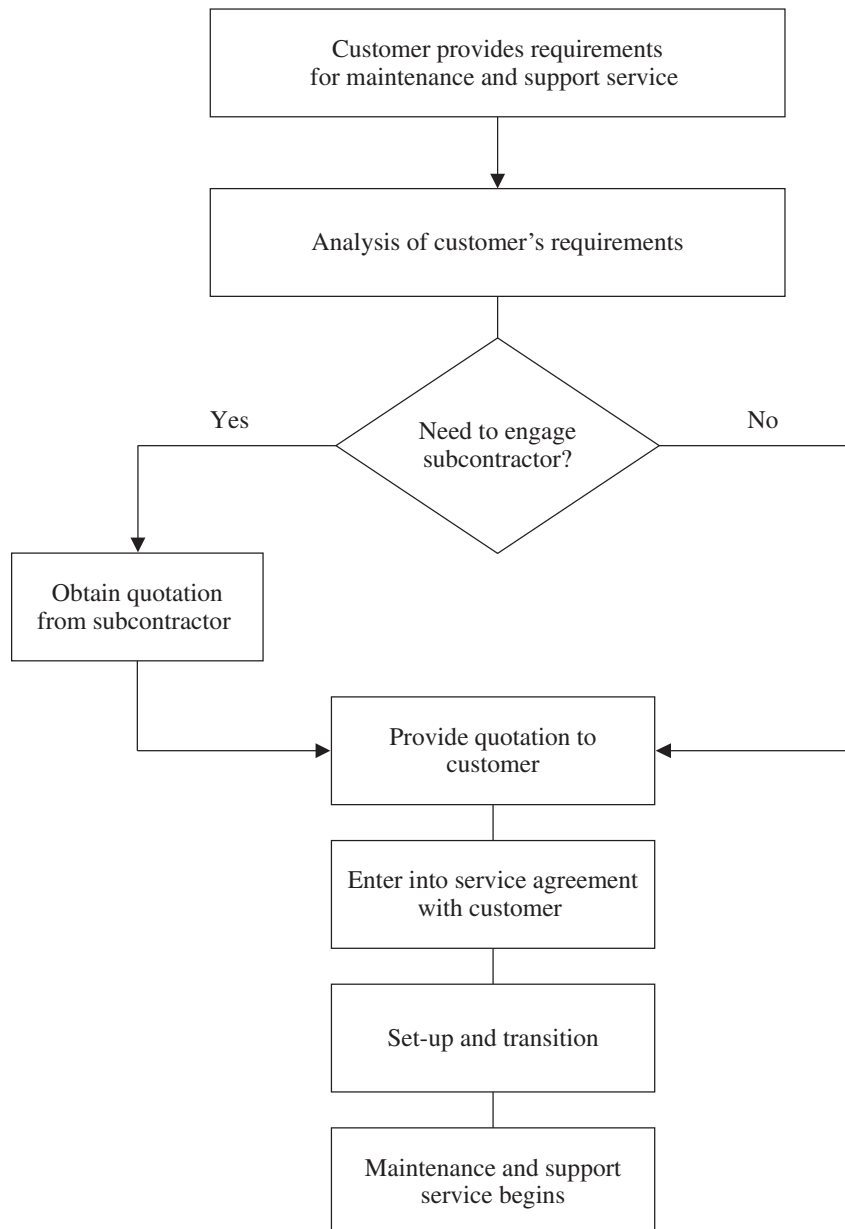 Customer provides requirements
for maintenance and support service
Analysis of customer’s requirements
Yes
No
Need to engage
subcontractor?
Obtain quotation
from subcontractor
Provide quotation to
customer
Enter into service agreement
with customer
Set-up and transition
Maintenance and support
service begins